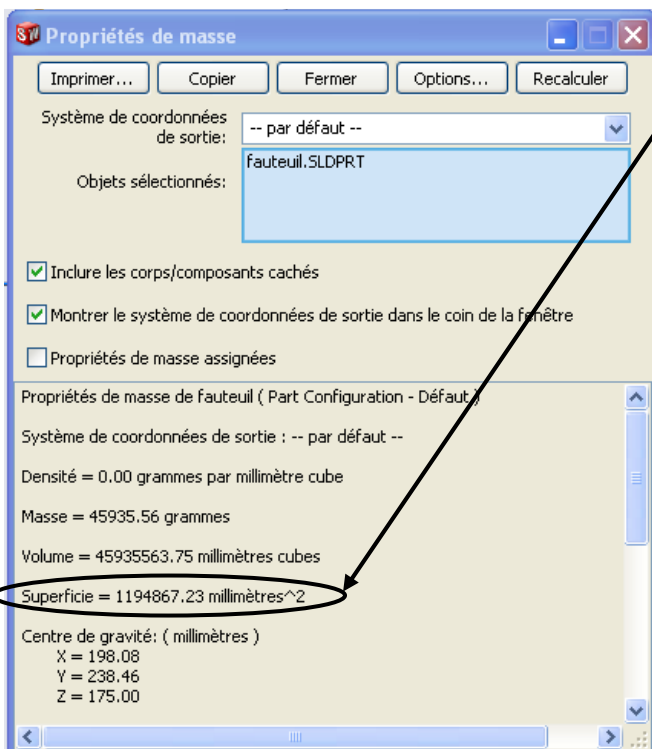 Propriétés de masse
Imprimer... Copier Fermer Options... Recalculer
Système de coordonnées
de sortie:
-- par défaut --
Objets sélectionnés:
fauteuil.SLDPRT
Inclure les corps/composants cachés
Montrer le système de coordonnées de sortie dans le coin de la fenêtre
Propriétés de masse assignées
Propriétés de masse de fauteuil ( Part Configuration - Défaut )
Système de coordonnées de sortie : -- par défaut --
Densité = 0.00 grammes par millimètre cube
Masse = 45935.56 grammes
Volume = 45935563.75 millimètres cubes
Superficie = 1194867.23 millimètres^2
Centre de gravité: ( millimètres )
X = 198.08
Y = 238.46
Z = 175.00